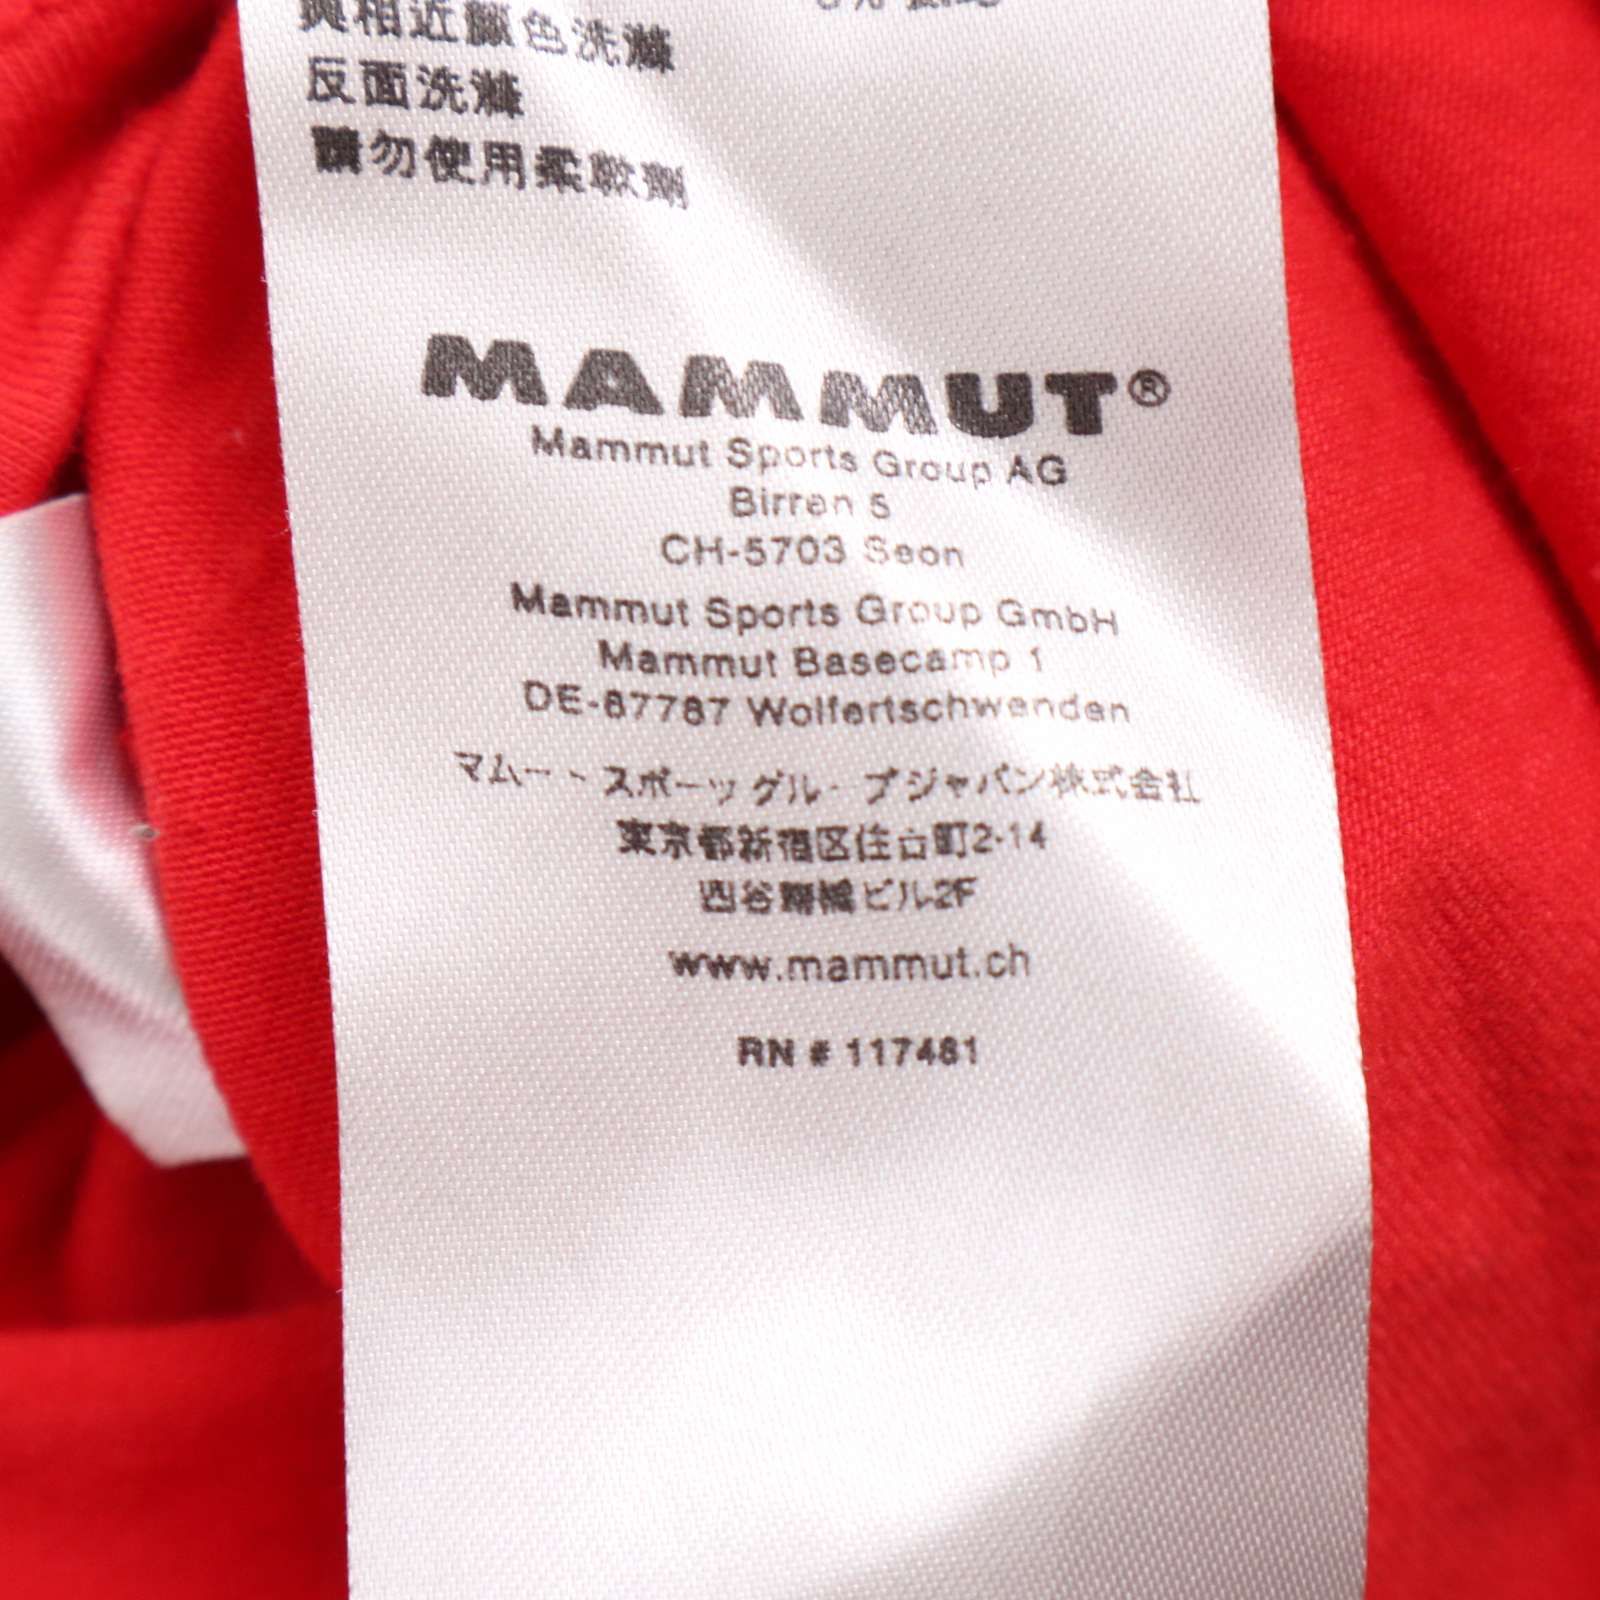 與相近顏色洗滌
反面洗滌
請勿使用柔軟劑
MAMMUT®
Mammut Sports Group AG
Birren 5
CH-5703 Seon
Mammut Sports Group GmbH
Mammut Basecamp 1
DE-87787 Wolfertschwenden
マムート・スポーツグループジャパン株式会社
東京都新宿区住吉町2-14
四谷ビル2F
www.mammut.ch
RN # 117481